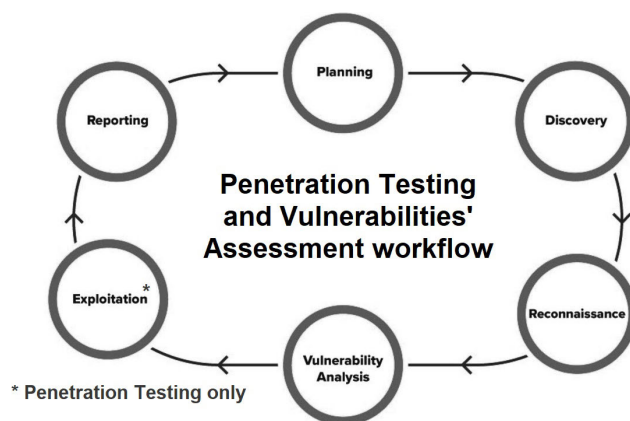 Planning
Reporting
Discovery
Penetration Testing
and Vulnerabilities'
Assessment workflow
Exploitation*
Reconnaissance
Vulnerability
Analysis
* Penetration Testing only